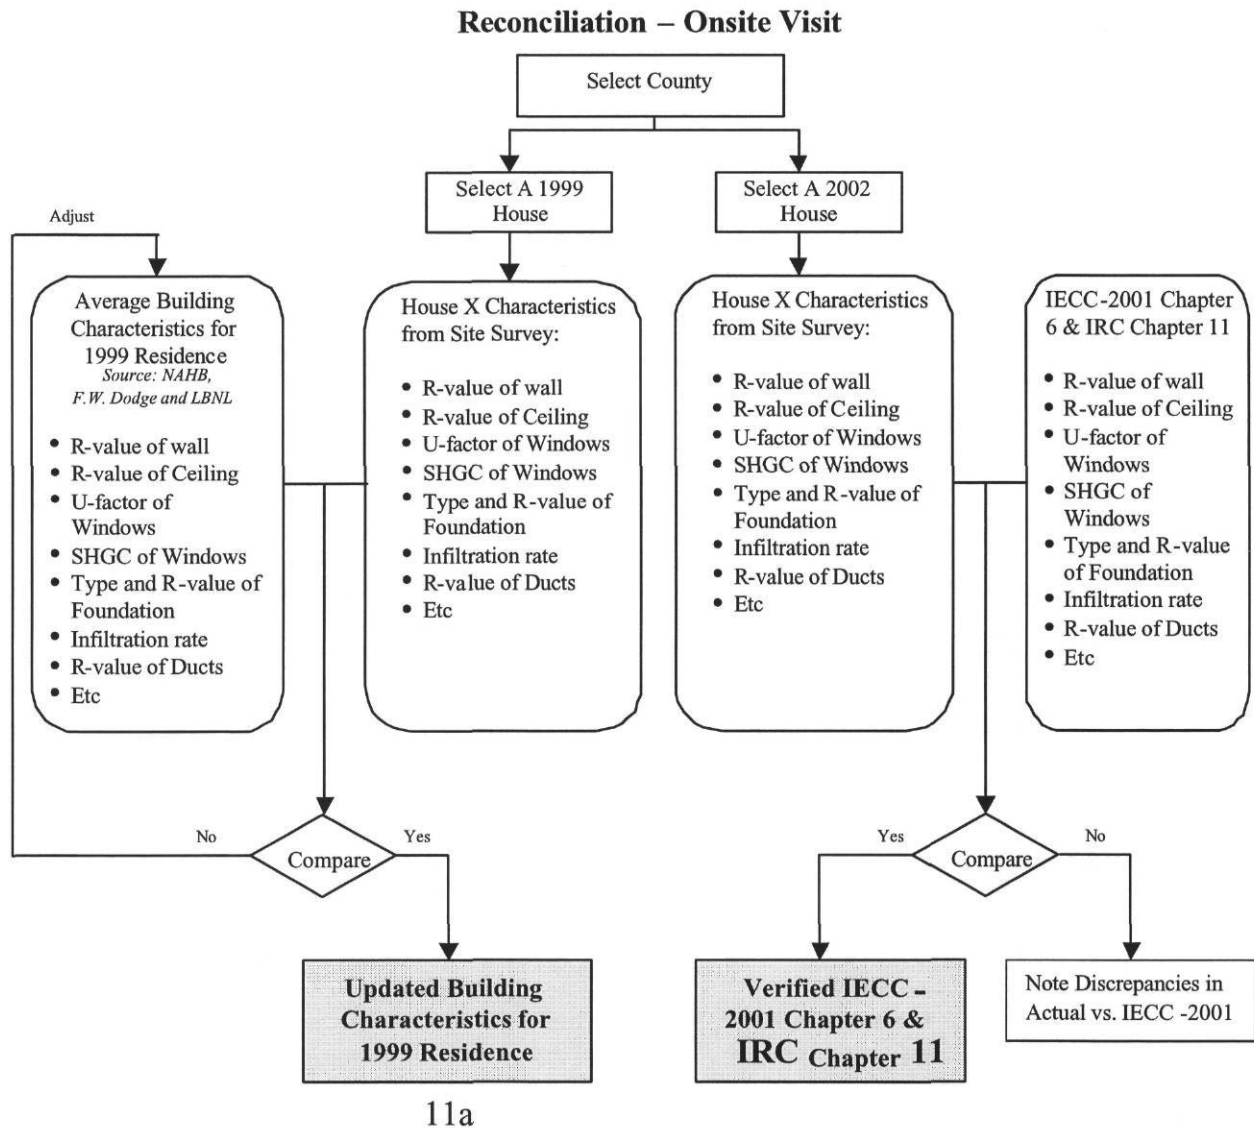 Reconciliation – Onsite Visit
Select County
Select A 1999
House
Select A 2002
House
Adjust
Average Building
Characteristics for
1999 Residence
Source: NAHB,
F.W. Dodge and LBNL
• R-value of wall
• R-value of Ceiling
• U-factor of
Windows
• SHGC of Windows
• Type and R-value of
Foundation
• Infiltration rate
• R-value of Ducts
• Etc
House X Characteristics
from Site Survey:
• R-value of wall
• R-value of Ceiling
• U-factor of Windows
• SHGC of Windows
• Type and R-value of
Foundation
• Infiltration rate
• R-value of Ducts
• Etc
House X Characteristics
from Site Survey:
• R-value of wall
• R-value of Ceiling
• U-factor of Windows
• SHGC of Windows
• Type and R-value of
Foundation
• Infiltration rate
• R-value of Ducts
• Etc
IECC-2001 Chapter
6 & IRC Chapter 11
• R-value of wall
• R-value of Ceiling
• U-factor of
Windows
• SHGC of
Windows
• Type and R-value
of Foundation
• Infiltration rate
• R-value of Ducts
• Etc
No
Compare
Yes
Yes
Compare
No
Updated Building
Characteristics for
1999 Residence
Verified IECC –
2001 Chapter 6 &
IRC Chapter 11
Note Discrepancies in
Actual vs. IECC -2001
11a